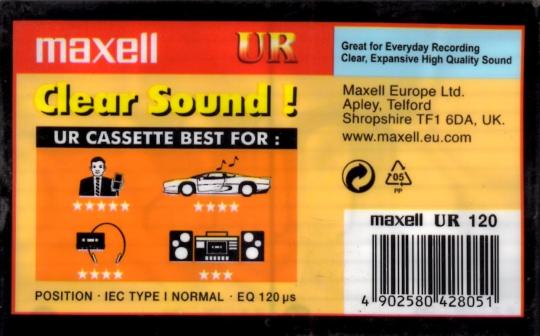 maxell UR
Great for Everyday Recording
Clear, Expansive High Quality Sound
Clear Sound !
UR CASSETTE BEST FOR :
POSITION · IEC TYPE I NORMAL · EQ 120 µs
Maxell Europe Ltd.
Apley, Telford
Shropshire TF1 6DA, UK.
www.maxell.eu.com
05
PP
maxell UR 120
4 902580 428051